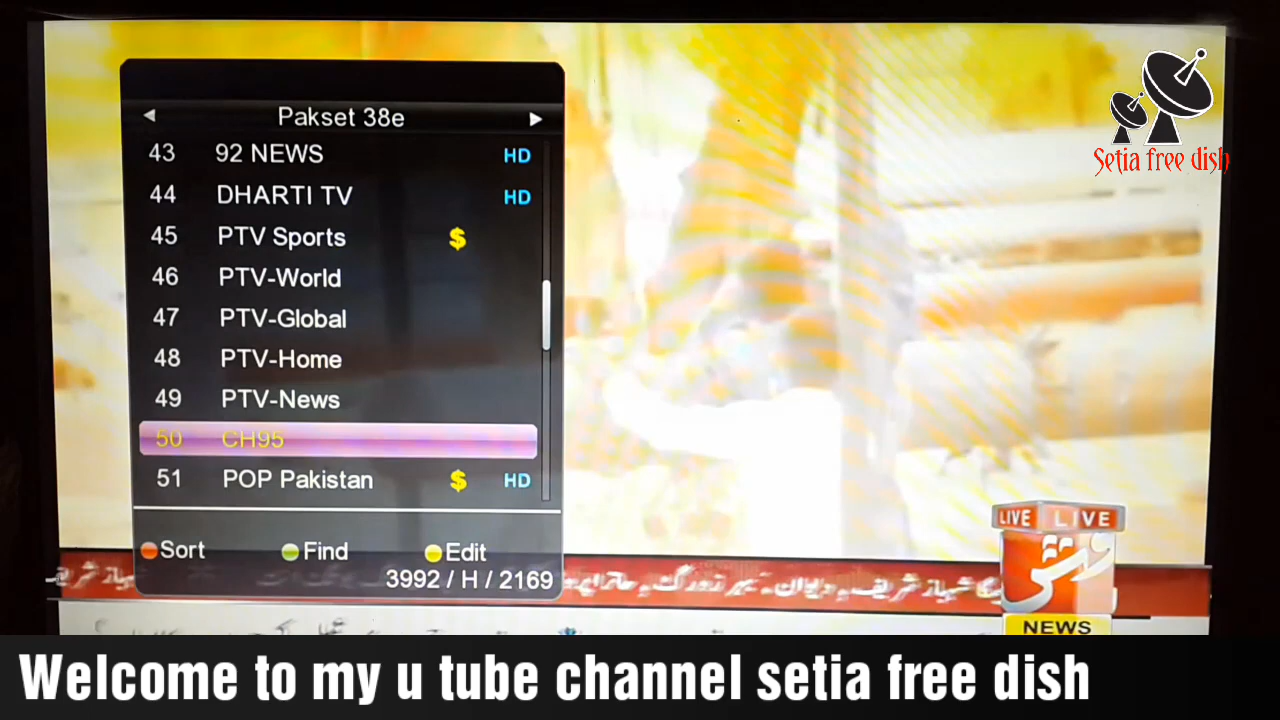 Pakset 38e
43 92 NEWS HD
44 DHARTI TV HD
45 PTV Sports $
46 PTV-World
47 PTV-Global
48 PTV-Home
49 PTV-News
50 CH95
51 POP Pakistan $ HD
Sort Find Edit
3992 / H / 2169
Setia free dish
LIVE LIVE
NEWS
Welcome to my u tube channel setia free dish